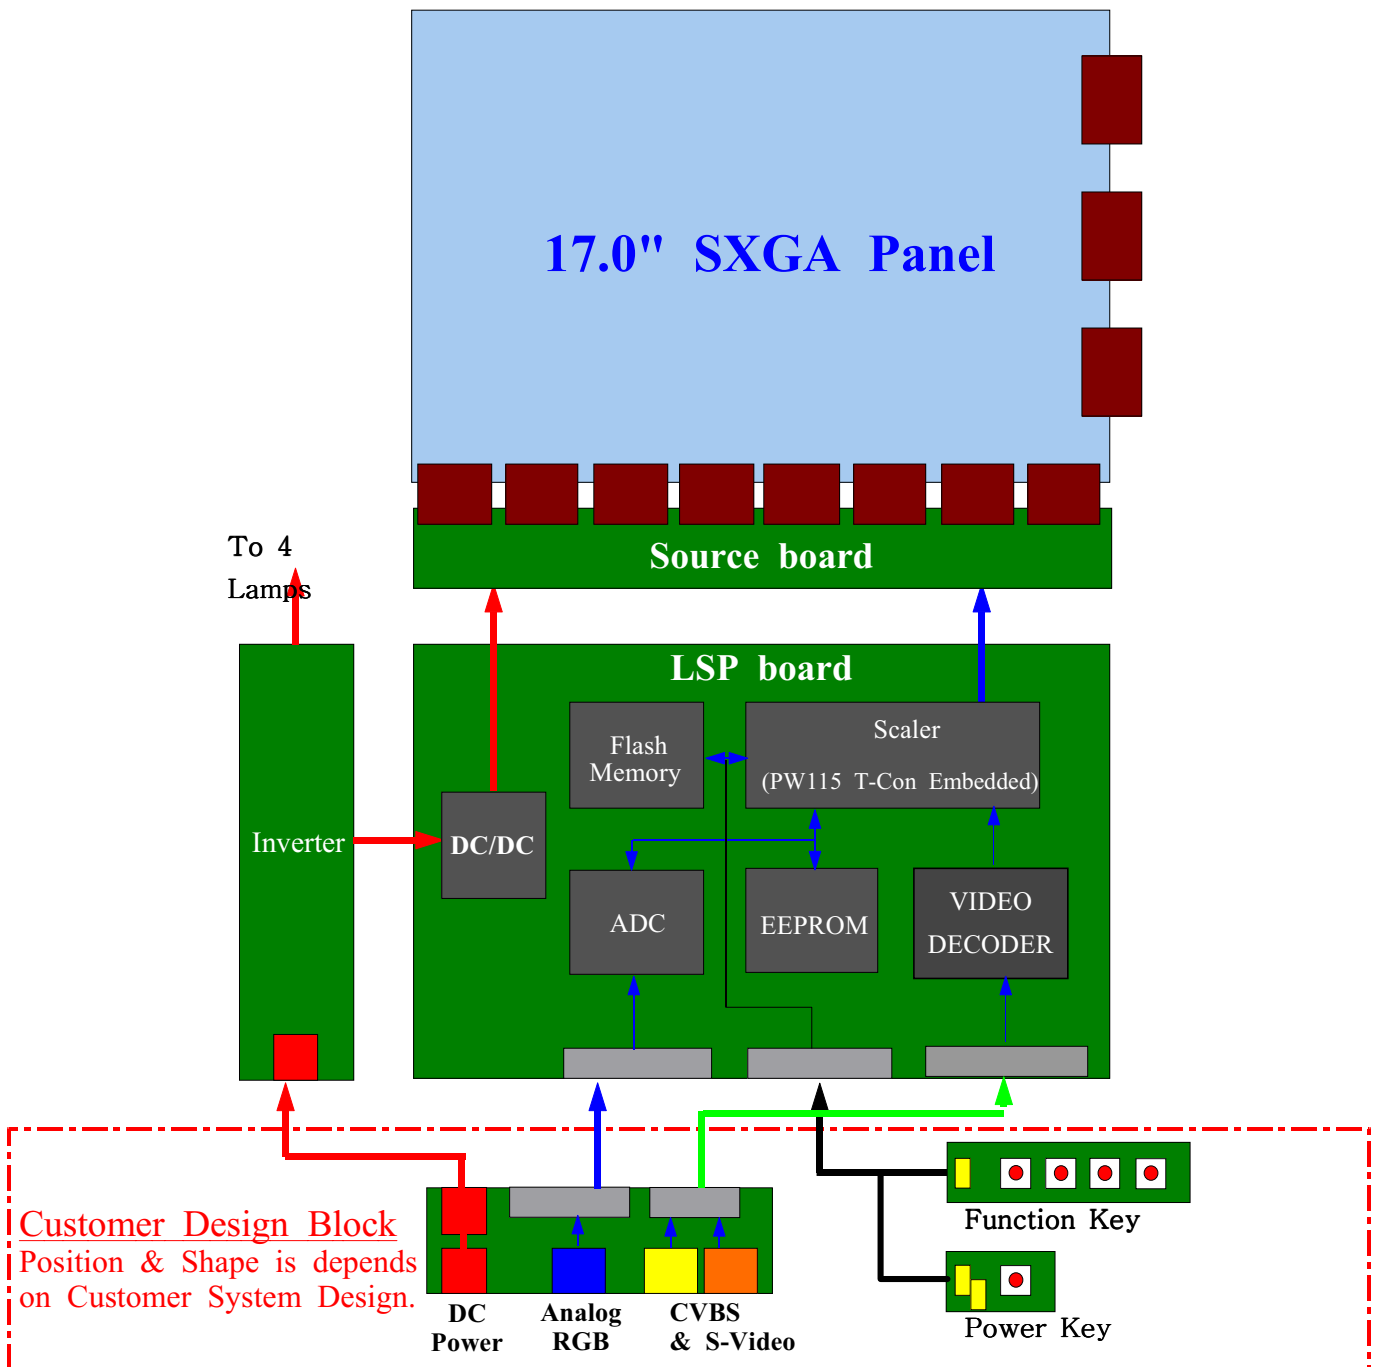 17.0" SXGA Panel
Source board
To 4
Lamps
LSP board
Flash
Memory
Scaler
(PW115 T-Con Embedded)
Inverter
DC/DC
ADC
EEPROM
VIDEO
DECODER
Customer Design Block
Position & Shape is depends
on Customer System Design.
DC
Power
Analog
RGB
CVBS
& S-Video
Function Key
Power Key